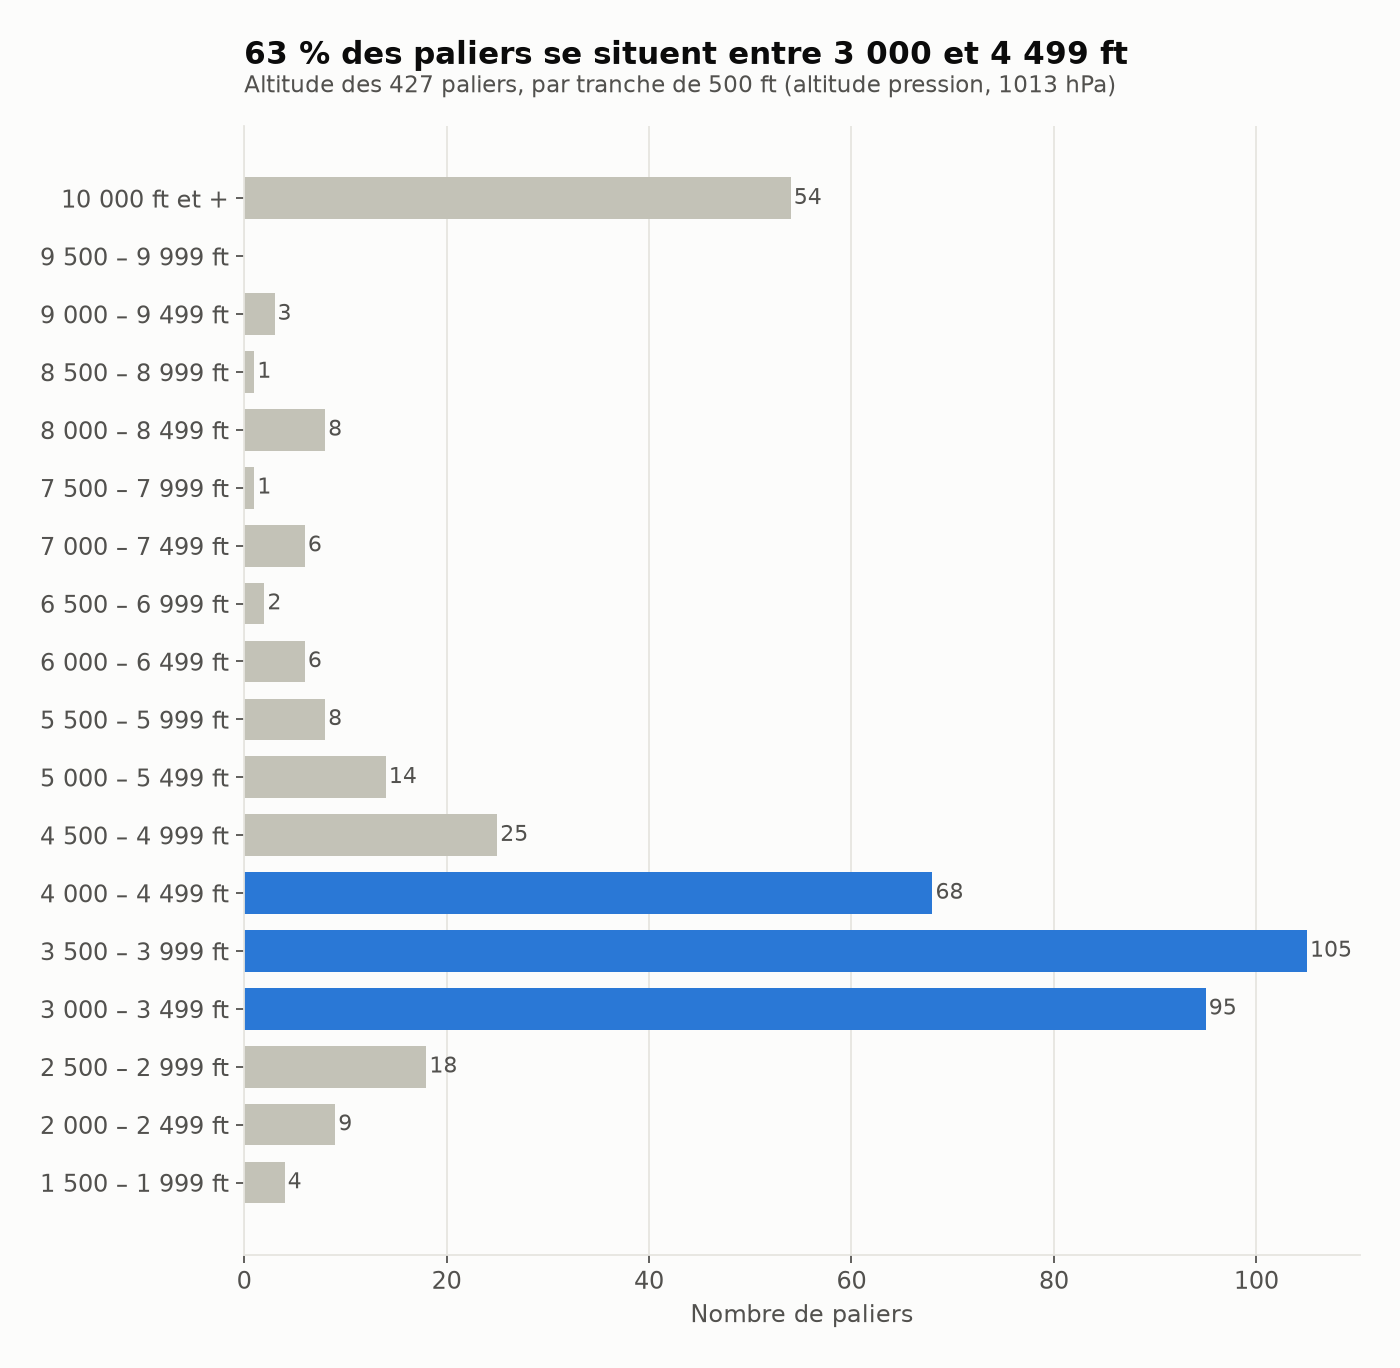 63 % des paliers se situent entre 3 000 et 4 499 ft
Altitude des 427 paliers, par tranche de 500 ft (altitude pression, 1013 hPa)
10 000 ft et + 54
9 500 – 9 999 ft
9 000 – 9 499 ft 3
8 500 – 8 999 ft 1
8 000 – 8 499 ft 8
7 500 – 7 999 ft 1
7 000 – 7 499 ft 6
6 500 – 6 999 ft 2
6 000 – 6 499 ft 6
5 500 – 5 999 ft 8
5 000 – 5 499 ft 14
4 500 – 4 999 ft 25
4 000 – 4 499 ft 68
3 500 – 3 999 ft 105
3 000 – 3 499 ft 95
2 500 – 2 999 ft 18
2 000 – 2 499 ft 9
1 500 – 1 999 ft 4
0 20 40 60 80 100
Nombre de paliers